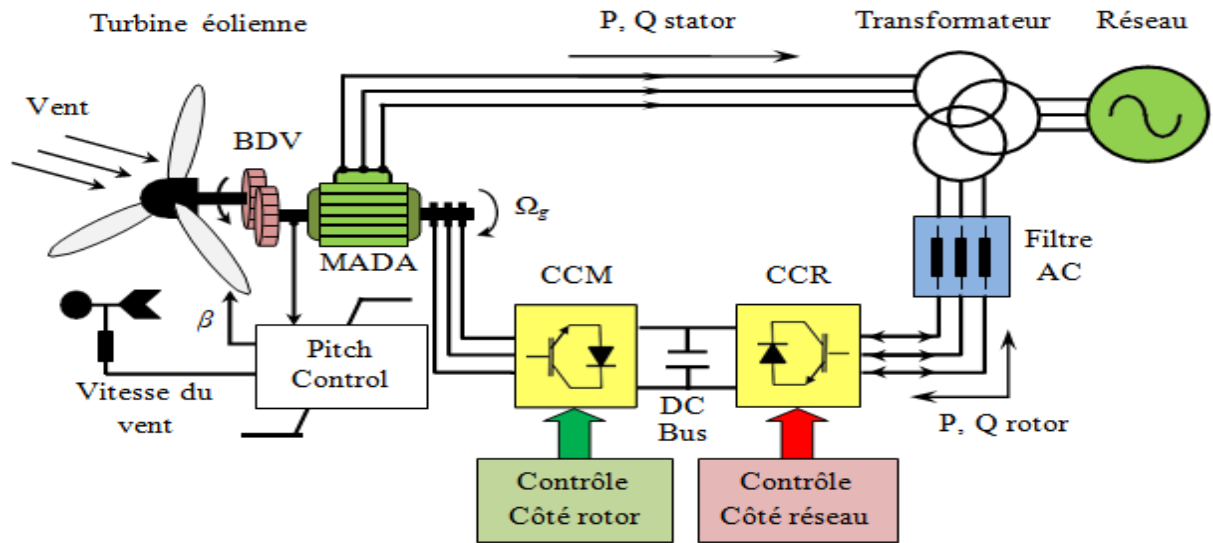 Turbine éolienne
P, Q stator
Transformateur
Réseau
Vent
BDV
Ω_g
MADA
Filtre
AC
CCM
CCR
β
Pitch
Control
Vitesse du
vent
DC
Bus
P, Q rotor
Contrôle
Côté rotor
Contrôle
Côté réseau